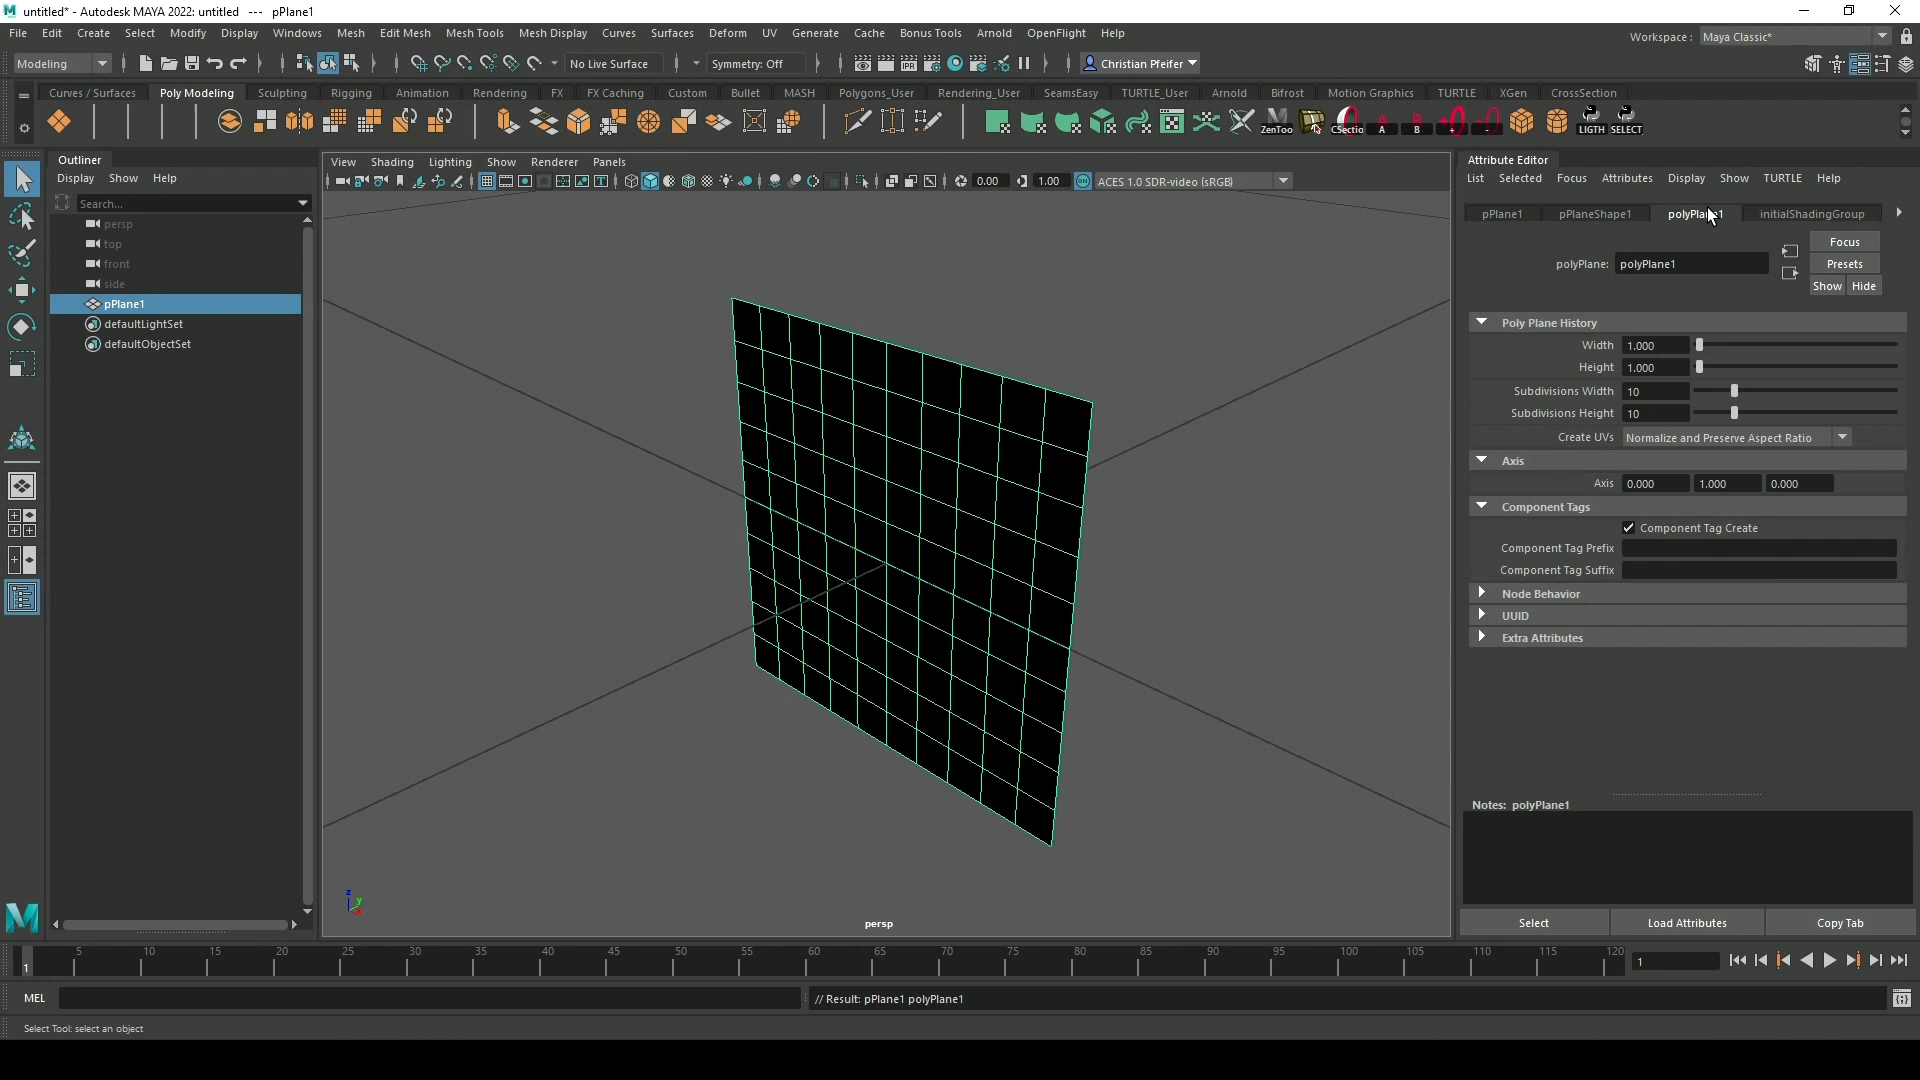 untitled* - Autodesk MAYA 2022: untitled --- pPlane1
File Edit Create Select Modify Display Windows Mesh Edit Mesh Mesh Tools Mesh Display Curves Surfaces Deform UV Generate Cache Bonus Tools Arnold OpenFlight Help
Workspace : Maya Classic*
Modeling No Live Surface Symmetry: Off Christian Pfeifer
Curves / Surfaces Poly Modeling Sculpting Rigging Animation Rendering FX FX Caching Custom Bullet MASH Polygons_User Rendering_User SeamsEasy TURTLE_User Arnold Bifrost Motion Graphics TURTLE XGen CrossSection
ZenToo CSectio A B + - LIGTH SELECT
Outliner
Display Show Help
Search...
persp
top
front
side
pPlane1
defaultLightSet
defaultObjectSet
View Shading Lighting Show Renderer Panels
0.00 1.00 ACES 1.0 SDR-video (sRGB)
z
y
x
persp
Attribute Editor
List Selected Focus Attributes Display Show TURTLE Help
pPlane1 pPlaneShape1 initialShadingGroup
Focus
polyPlane: polyPlane1
Presets
Show Hide
Poly Plane History
Width 1.000
Height 1.000
Subdivisions Width 10
Subdivisions Height 10
Create UVs Normalize and Preserve Aspect Ratio
Axis
Axis 0.000 1.000 0.000
Component Tags
Component Tag Create
Component Tag Prefix
Component Tag Suffix
Node Behavior
UUID
Extra Attributes
Notes: polyPlane1
Select Load Attributes Copy Tab
5 10 15 20 25 30 35 40 45 50 55 60 65 70 75 80 85 90 95 100 105 110 115 120
1 1
MEL // Result: pPlane1 polyPlane1
Select Tool: select an object